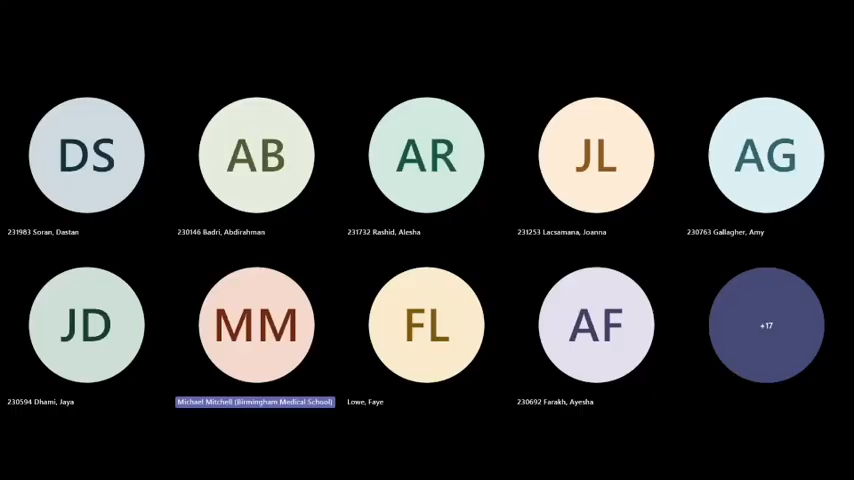 DS
AB
AR
JL
AG
231983 Soran, Dastan
230146 Badri, Abdirahman
231732 Rashid, Alesha
231253 Lacsamana, Joanna
230763 Gallagher, Amy
JD
MM
FL
AF
+17
230594 Dhami, Jaya
Michael Mitchell (Birmingham Medical School)
Lowe, Faye
230692 Farakh, Ayesha